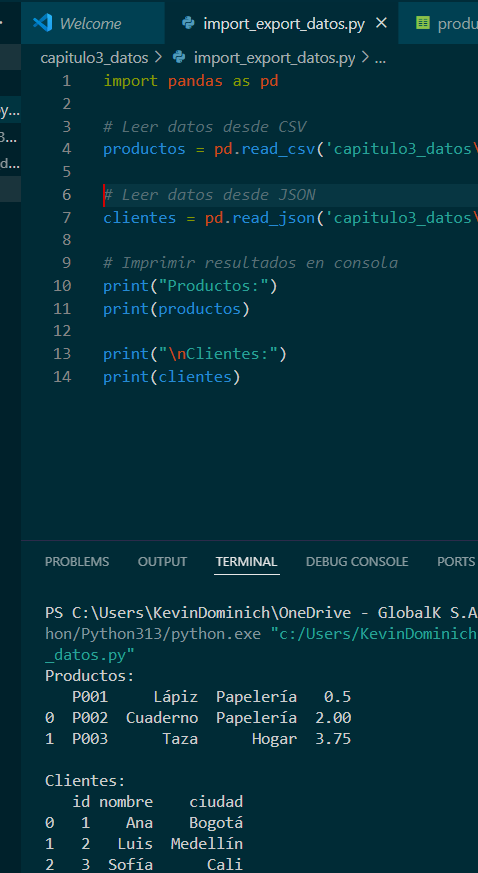 Welcome
import_export_datos.py
produ
capitulo3_datos > import_export_datos.py > ...
1 import pandas as pd
2
3 # Leer datos desde CSV
4 productos = pd.read_csv('capitulo3_datos\
5
6 # Leer datos desde JSON
7 clientes = pd.read_json('capitulo3_datos\
8
9 # Imprimir resultados en consola
10 print("Productos:")
11 print(productos)
12
13 print("\nClientes:")
14 print(clientes)
PROBLEMS OUTPUT TERMINAL DEBUG CONSOLE PORTS
PS C:\Users\KevinDominich\OneDrive - GlobalK S.A
hon/Python313/python.exe "c:/Users/KevinDominich
_datos.py"
Productos:
P001 Lápiz Papelería 0.5
0 P002 Cuaderno Papelería 2.00
1 P003 Taza Hogar 3.75
Clientes:
id nombre ciudad
0 1 Ana Bogotá
1 2 Luis Medellín
2 3 Sofía Cali